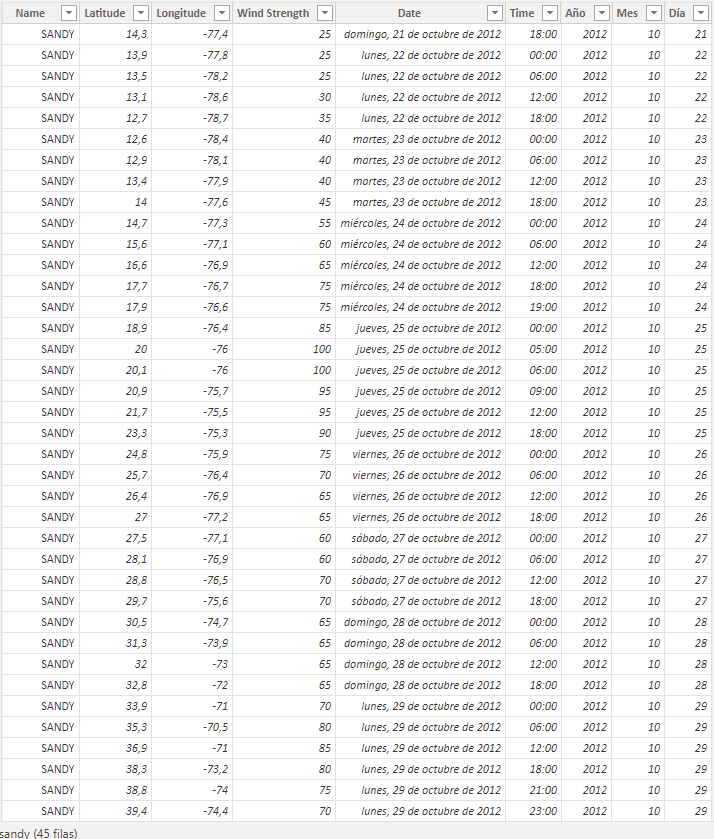 Name Latitude Longitude Wind Strength Date Time Año Mes Día
SANDY 14,3 -77,4 25 domingo, 21 de octubre de 2012 18:00 2012 10 21
SANDY 13,9 -77,8 25 lunes, 22 de octubre de 2012 00:00 2012 10 22
SANDY 13,5 -78,2 25 lunes, 22 de octubre de 2012 06:00 2012 10 22
SANDY 13,1 -78,6 30 lunes, 22 de octubre de 2012 12:00 2012 10 22
SANDY 12,7 -78,7 35 lunes, 22 de octubre de 2012 18:00 2012 10 22
SANDY 12,6 -78,4 40 martes, 23 de octubre de 2012 00:00 2012 10 23
SANDY 12,9 -78,1 40 martes, 23 de octubre de 2012 06:00 2012 10 23
SANDY 13,4 -77,9 40 martes, 23 de octubre de 2012 12:00 2012 10 23
SANDY 14 -77,6 45 martes, 23 de octubre de 2012 18:00 2012 10 23
SANDY 14,7 -77,3 55 miércoles, 24 de octubre de 2012 00:00 2012 10 24
SANDY 15,6 -77,1 60 miércoles, 24 de octubre de 2012 06:00 2012 10 24
SANDY 16,6 -76,9 65 miércoles, 24 de octubre de 2012 12:00 2012 10 24
SANDY 17,7 -76,7 75 miércoles, 24 de octubre de 2012 18:00 2012 10 24
SANDY 17,9 -76,6 75 miércoles, 24 de octubre de 2012 19:00 2012 10 24
SANDY 18,9 -76,4 85 jueves, 25 de octubre de 2012 00:00 2012 10 25
SANDY 20 -76 100 jueves, 25 de octubre de 2012 05:00 2012 10 25
SANDY 20,1 -76 100 jueves, 25 de octubre de 2012 06:00 2012 10 25
SANDY 20,9 -75,7 95 jueves, 25 de octubre de 2012 09:00 2012 10 25
SANDY 21,7 -75,5 95 jueves, 25 de octubre de 2012 12:00 2012 10 25
SANDY 23,3 -75,3 90 jueves, 25 de octubre de 2012 18:00 2012 10 25
SANDY 24,8 -75,9 75 viernes, 26 de octubre de 2012 00:00 2012 10 26
SANDY 25,7 -76,4 70 viernes, 26 de octubre de 2012 06:00 2012 10 26
SANDY 26,4 -76,9 65 viernes, 26 de octubre de 2012 12:00 2012 10 26
SANDY 27 -77,2 65 viernes, 26 de octubre de 2012 18:00 2012 10 26
SANDY 27,5 -77,1 60 sábado, 27 de octubre de 2012 00:00 2012 10 27
SANDY 28,1 -76,9 60 sábado, 27 de octubre de 2012 06:00 2012 10 27
SANDY 28,8 -76,5 70 sábado, 27 de octubre de 2012 12:00 2012 10 27
SANDY 29,7 -75,6 70 sábado, 27 de octubre de 2012 18:00 2012 10 27
SANDY 30,5 -74,7 65 domingo, 28 de octubre de 2012 00:00 2012 10 28
SANDY 31,3 -73,9 65 domingo, 28 de octubre de 2012 06:00 2012 10 28
SANDY 32 -73 65 domingo, 28 de octubre de 2012 12:00 2012 10 28
SANDY 32,8 -72 65 domingo, 28 de octubre de 2012 18:00 2012 10 28
SANDY 33,9 -71 70 lunes, 29 de octubre de 2012 00:00 2012 10 29
SANDY 35,3 -70,5 80 lunes, 29 de octubre de 2012 06:00 2012 10 29
SANDY 36,9 -71 85 lunes, 29 de octubre de 2012 12:00 2012 10 29
SANDY 38,3 -73,2 80 lunes, 29 de octubre de 2012 18:00 2012 10 29
SANDY 38,8 -74 75 lunes, 29 de octubre de 2012 21:00 2012 10 29
SANDY 39,4 -74,4 70 lunes, 29 de octubre de 2012 23:00 2012 10 29
sandy (45 filas)